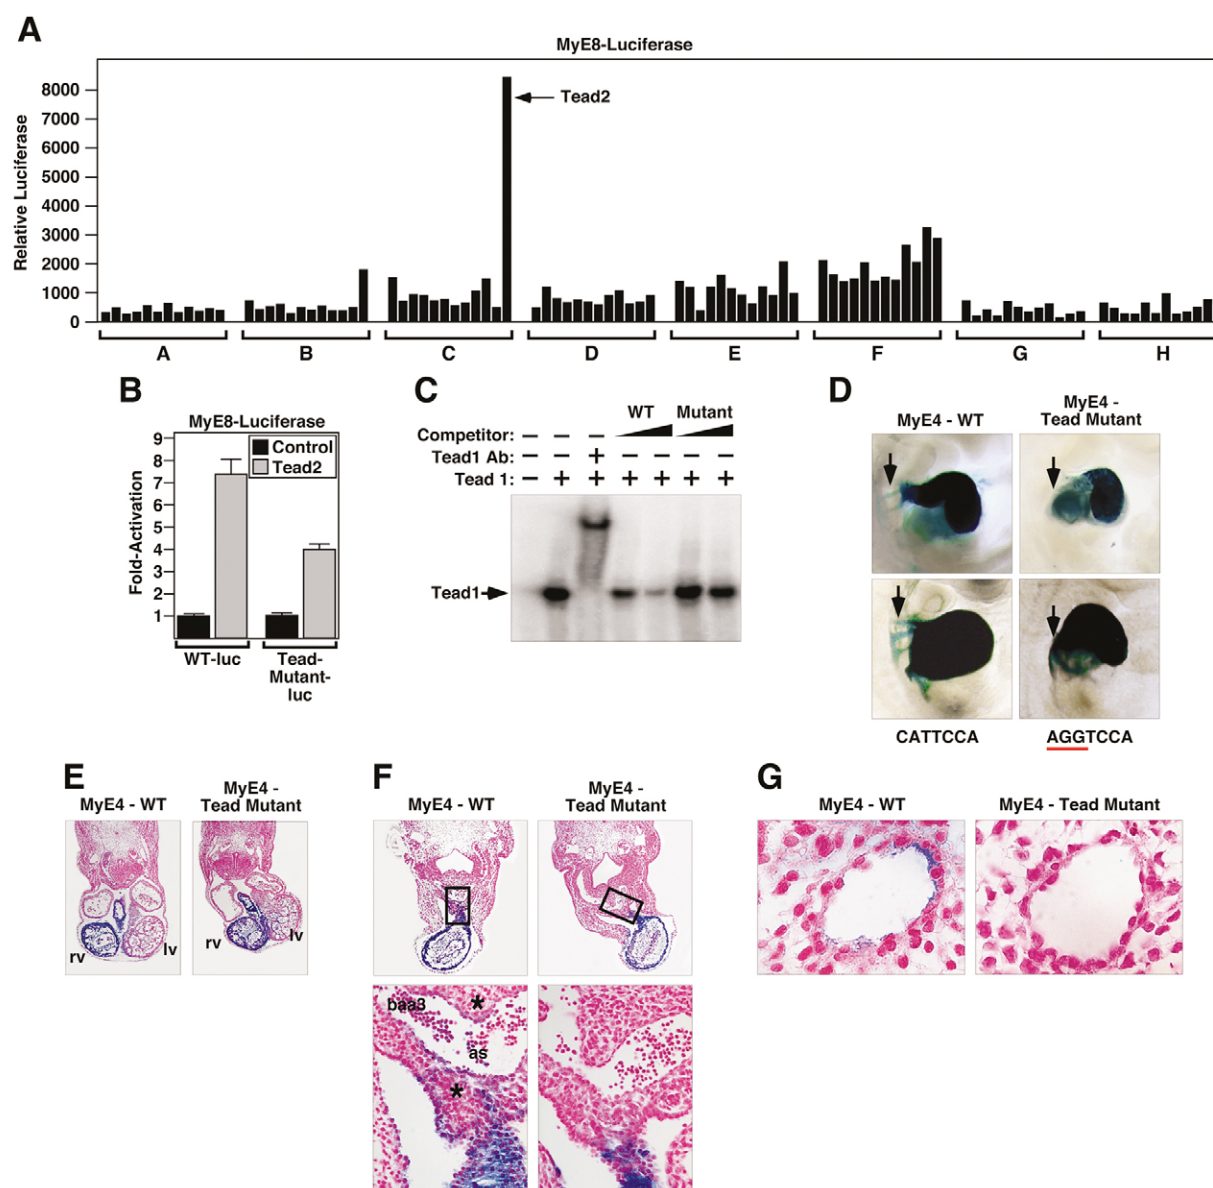 A
MyE8-Luciferase
Relative Luciferase
8000
7000
6000
5000
4000
3000
2000
1000
0
Tead2
A B C D E F G H
B
MyE8-Luciferase
Fold-Activation
9
8
7
6
5
4
3
2
1
Control
Tead2
WT-luc
Tead-
Mutant-
luc
C
WT Mutant
Competitor: – – –
Tead1 Ab: – – + – – – –
Tead 1: – + + + + + +
Tead1
D
MyE4 - WT
MyE4 -
Tead Mutant
CATTCCA
AGGTCCA
E
MyE4 - WT
MyE4 -
Tead Mutant
rv
lv
rv
lv
F
MyE4 - WT
MyE4 -
Tead Mutant
baa3
*
as
*
G
MyE4 - WT
MyE4 - Tead Mutant